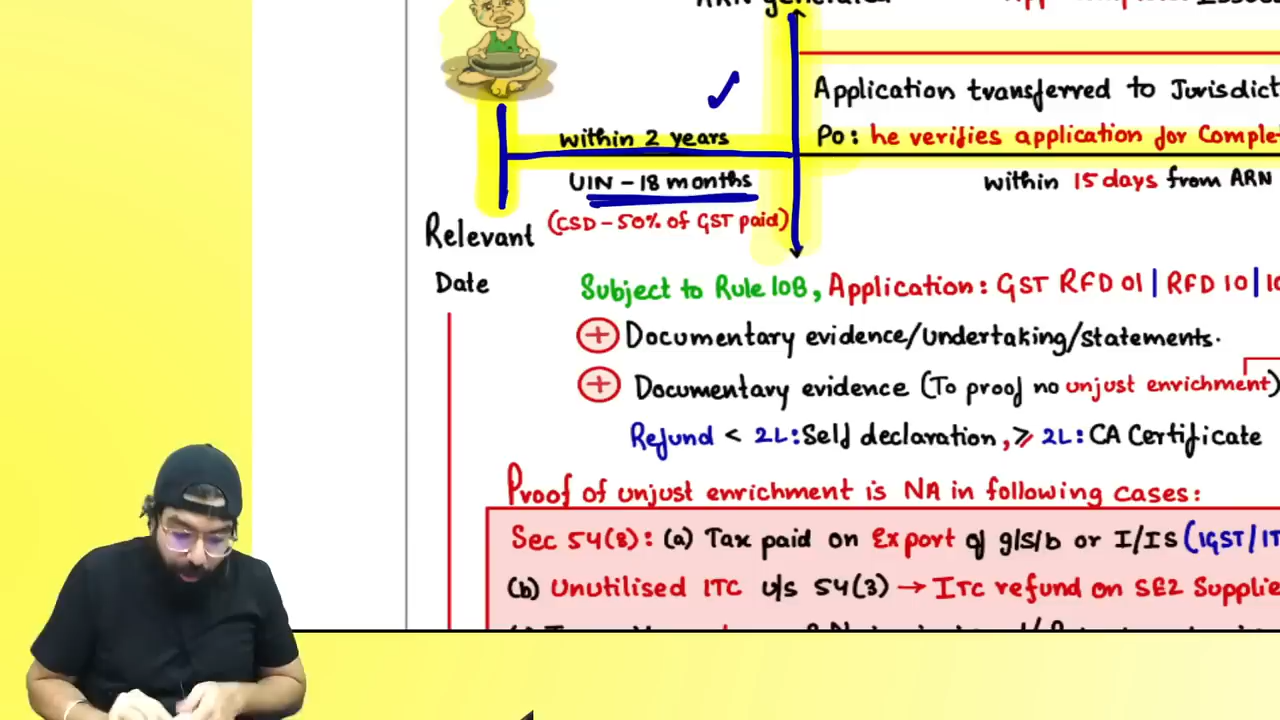 ARN generated
Application transferred to Jurisdict
within 2 years
Po: he verifies application for Comple
UIN - 18 months
within 15 days from ARN
(CSD - 50% of GST paid)
Relevant
Date
Subject to Rule 10B, Application: GST RFD 01 | RFD 10 |
⊕ Documentary evidence/undertaking/statements.
⊕ Documentary evidence (To proof no unjust enrichment)
Refund < 2L: Self declaration, ≥ 2L: CA Certificate
Proof of unjust enrichment is NA in following cases:
Sec 54(8): (a) Tax paid on Export of g/s/b or I/IS (IGST/IT
(b) Unutilised ITC u/s 54(3) → ITC refund on SEZ Supplie